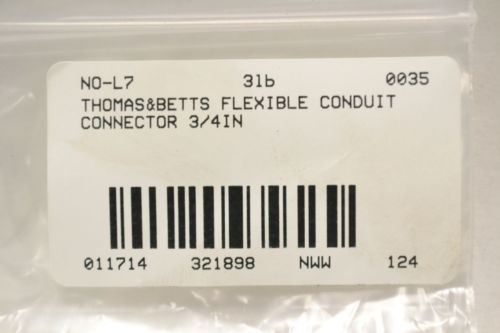 NO-L7 31b 0035
THOMAS&BETTS FLEXIBLE CONDUIT
CONNECTOR 3/4IN
011714 321898 NWW 124